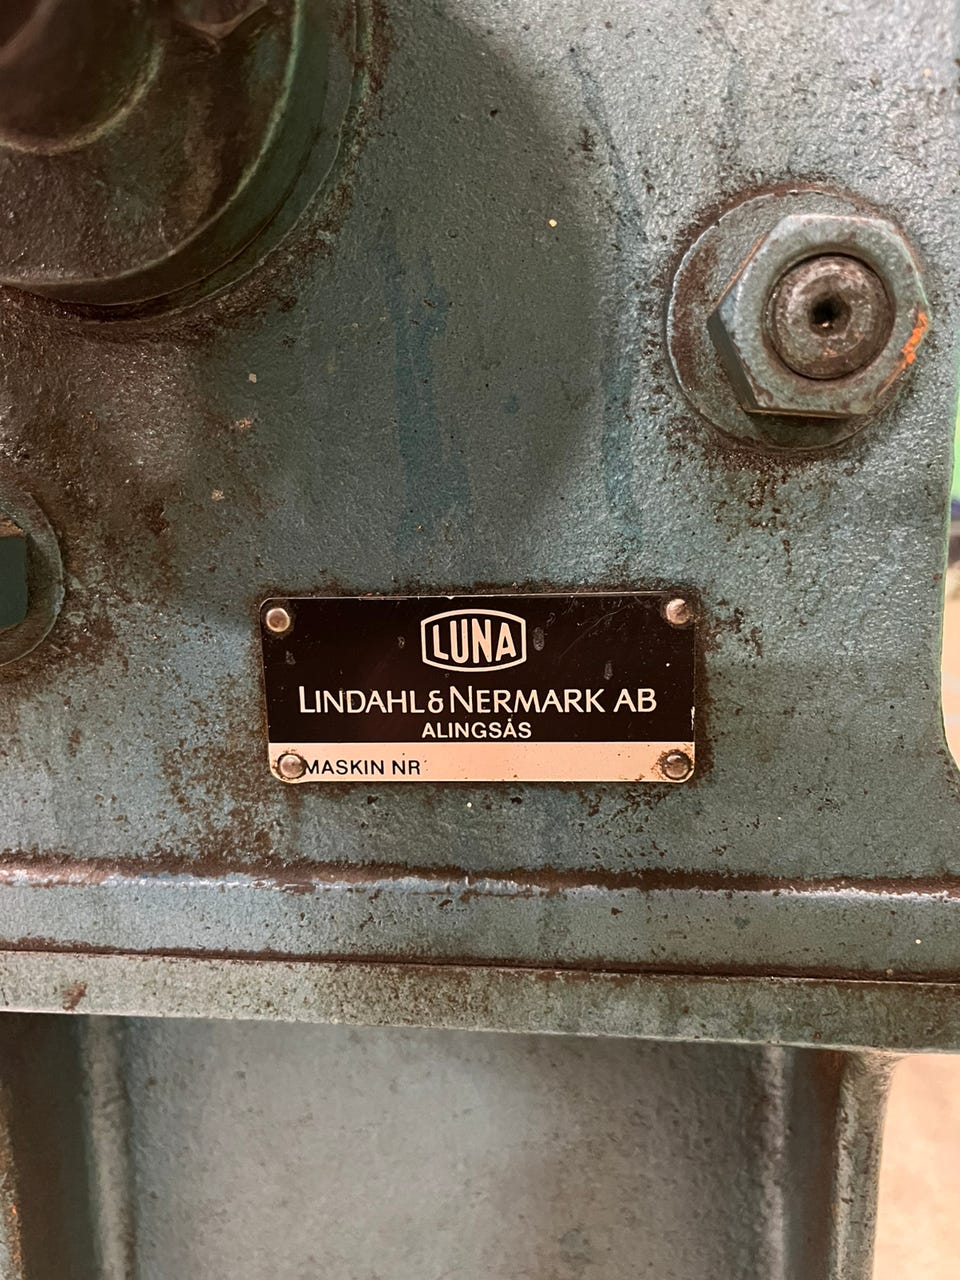 LUNA
LINDAHL & NERMARK AB
ALINGSÅS
MASKIN NR